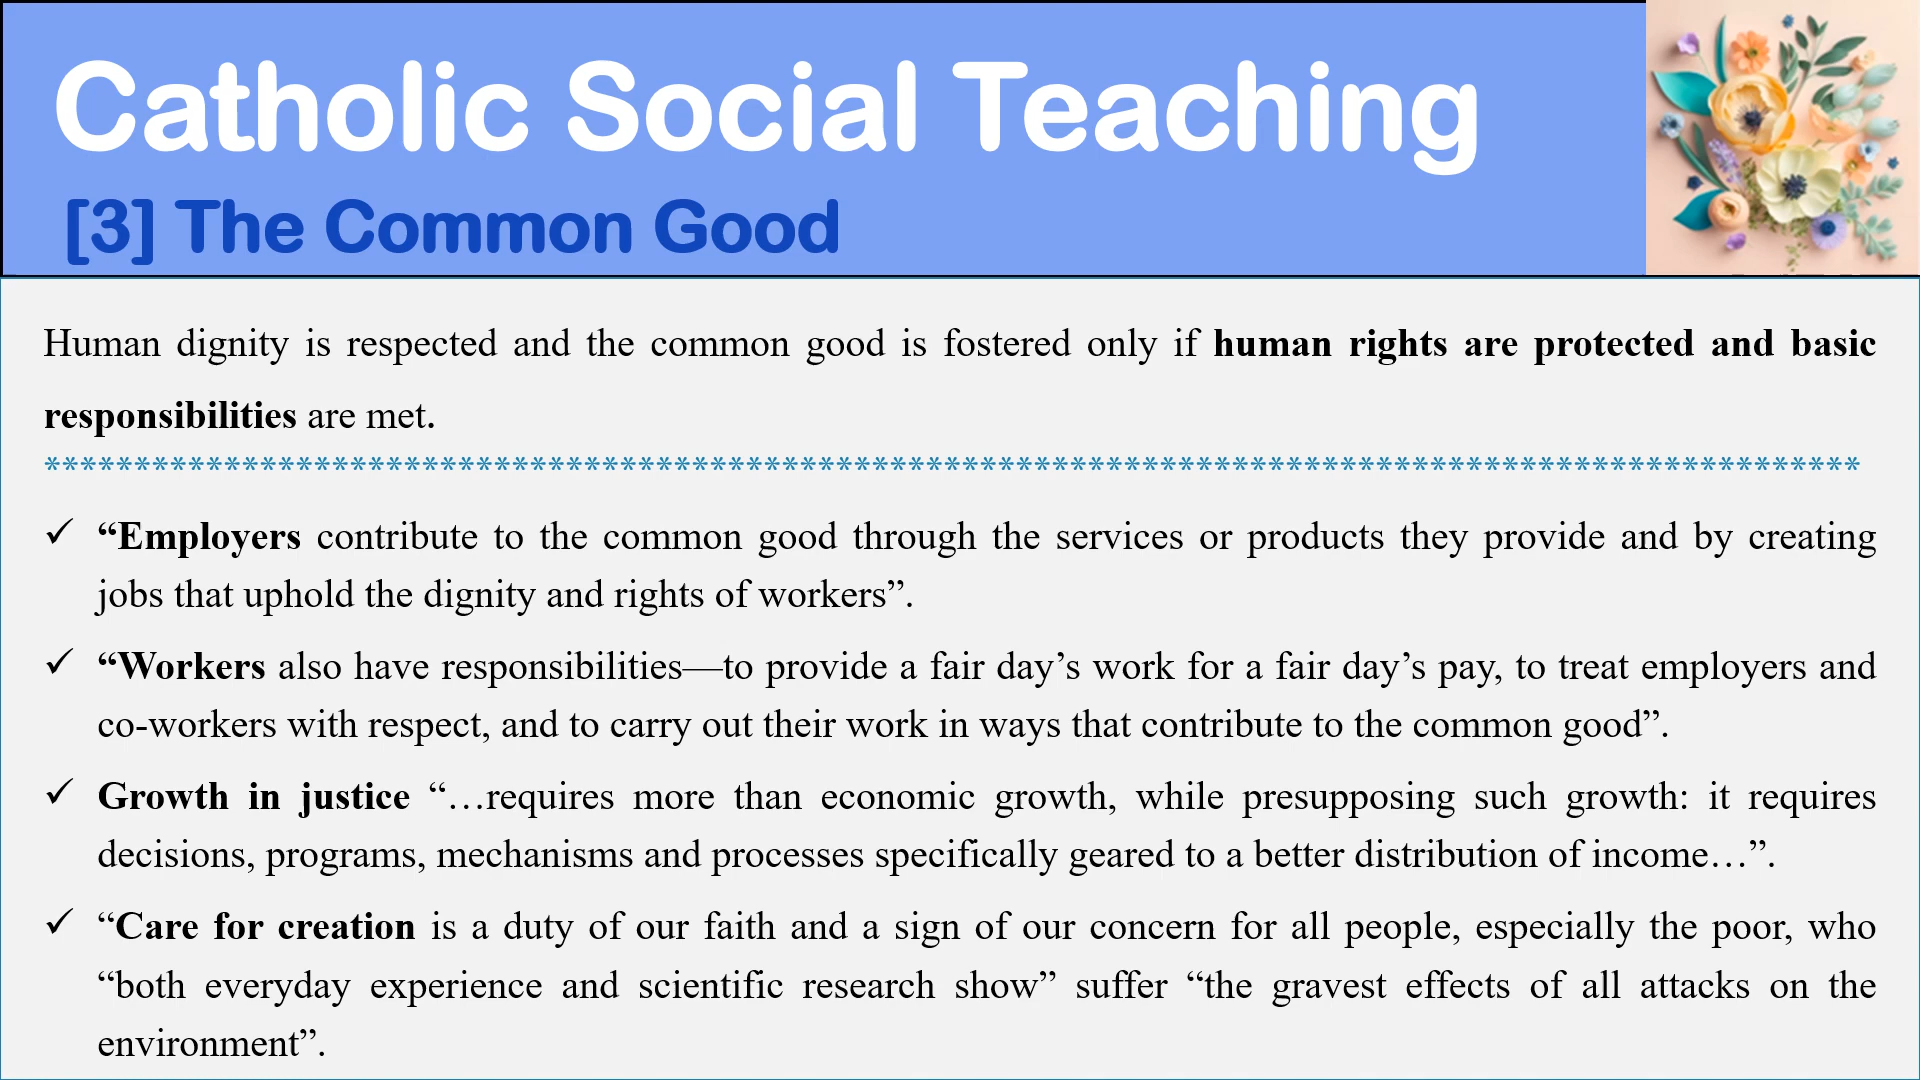 Catholic Social Teaching
[3] The Common Good
Human dignity is respected and the common good is fostered only if human rights are protected and basic
responsibilities are met.
*****************************************************************************************************
✓ “Employers contribute to the common good through the services or products they provide and by creating
jobs that uphold the dignity and rights of workers”.
✓ “Workers also have responsibilities—to provide a fair day’s work for a fair day’s pay, to treat employers and
co-workers with respect, and to carry out their work in ways that contribute to the common good”.
✓ Growth in justice “…requires more than economic growth, while presupposing such growth: it requires
decisions, programs, mechanisms and processes specifically geared to a better distribution of income…”.
✓ “Care for creation is a duty of our faith and a sign of our concern for all people, especially the poor, who
“both everyday experience and scientific research show” suffer “the gravest effects of all attacks on the
environment”.